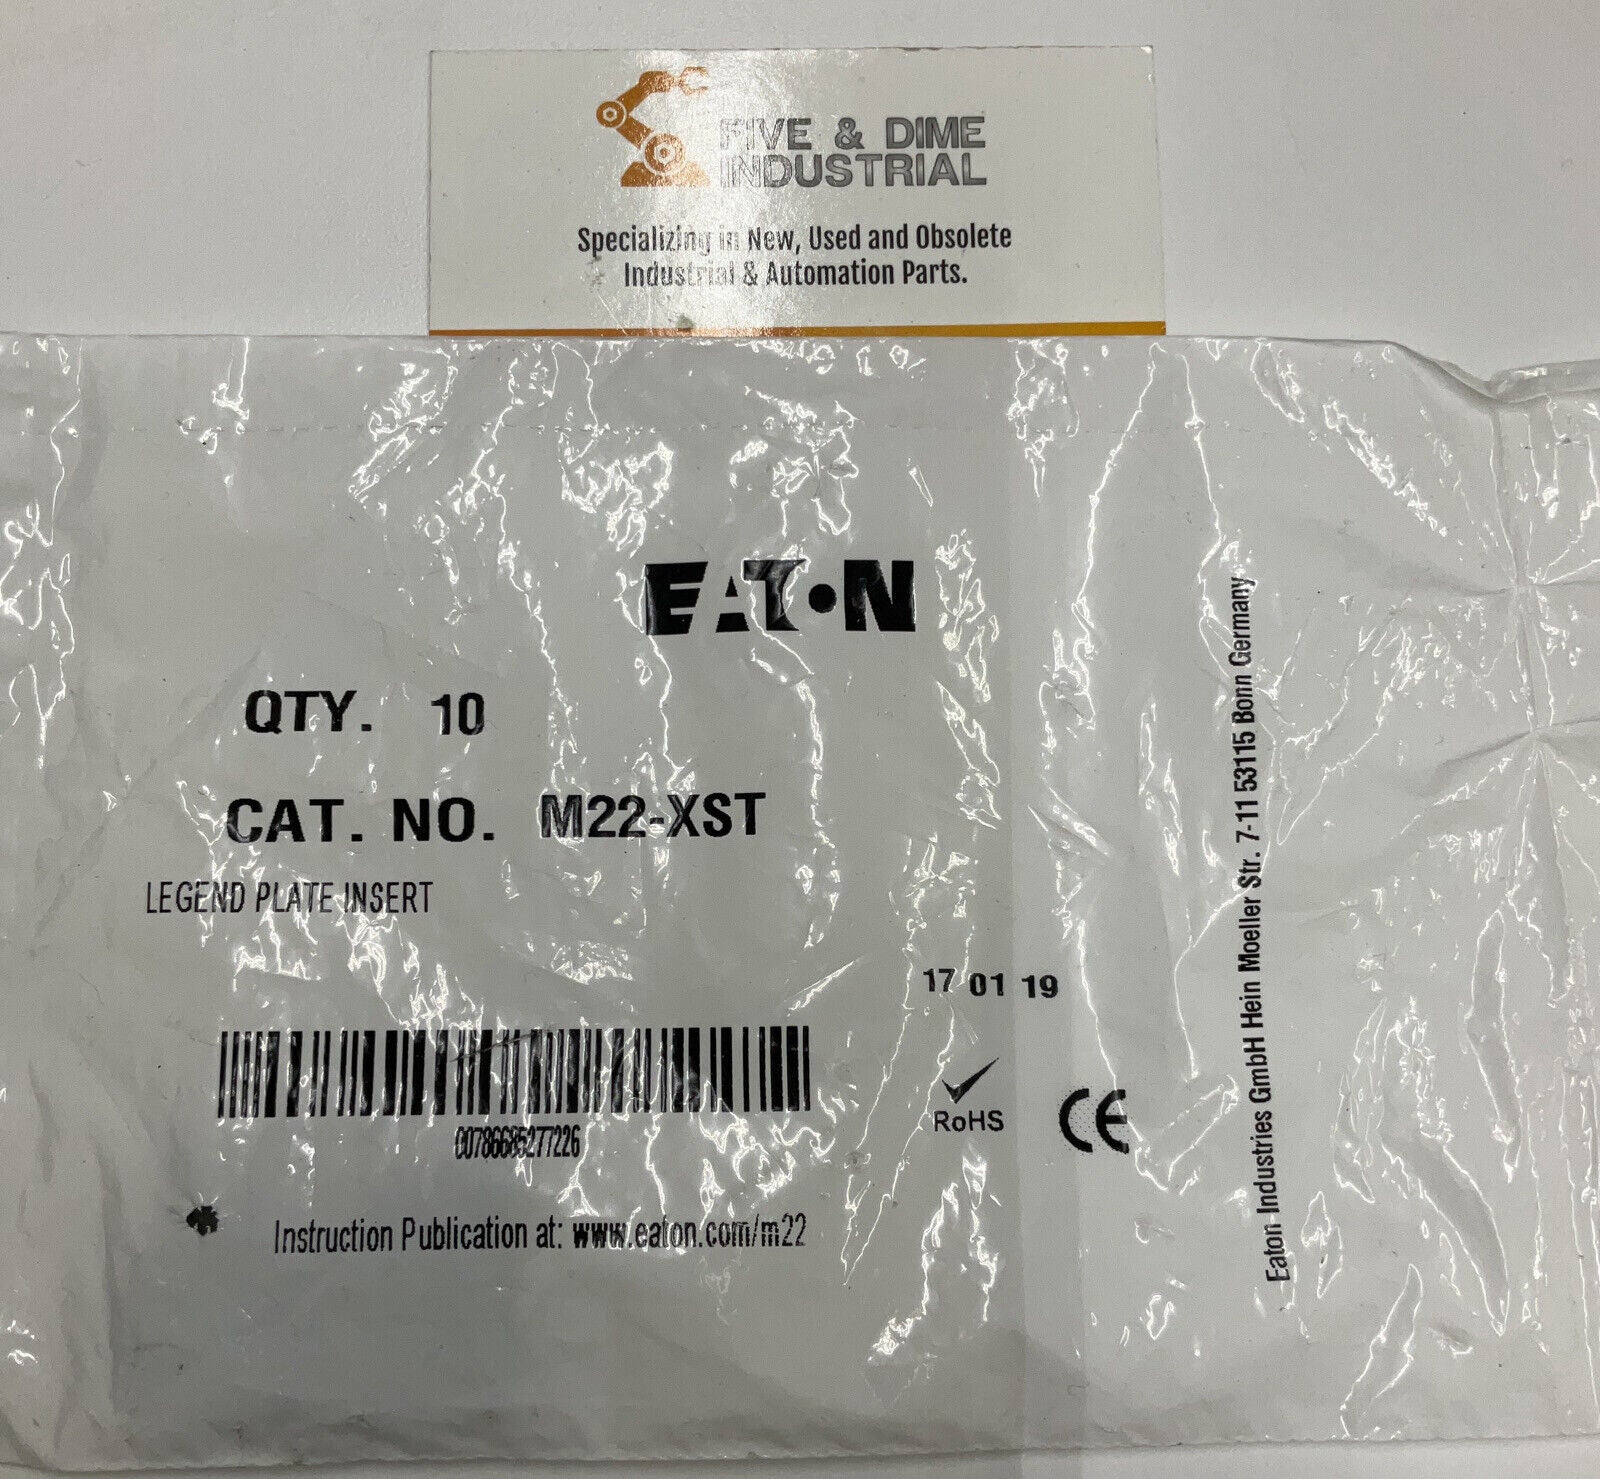 FIVE & DIME
INDUSTRIAL
Specializing in New, Used and Obsolete
Industrial & Automation Parts.
EATON
QTY. 10
CAT. NO. M22-XST
LEGEND PLATE INSERT
17 01 19
00786685277226
RoHS
CE
Instruction Publication at: www.eaton.com/m22
Eaton Industries GmbH Hein Moeller Str. 7-11 53115 Bonn Germany